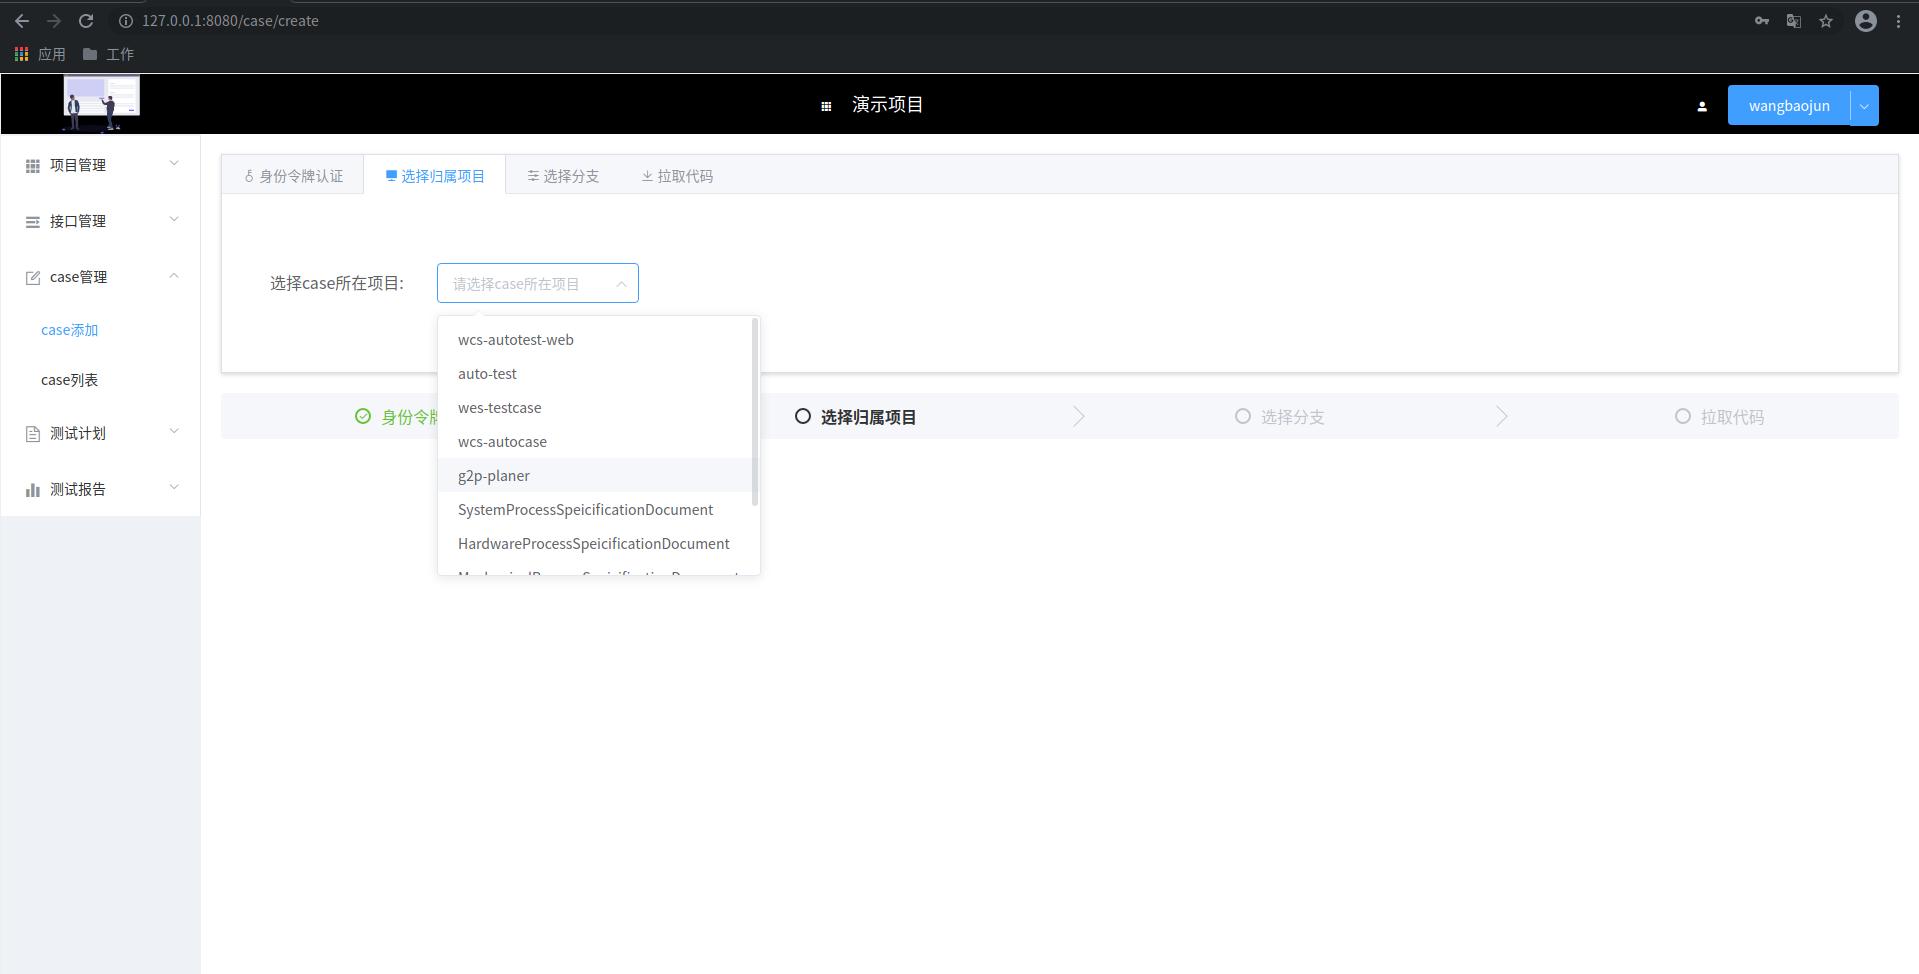 127.0.0.1:8080/case/create
应用 工作
演示项目 wangbaojun
项目管理
接口管理
case管理
case添加
case列表
测试计划
测试报告
身份令牌认证 选择归属项目 选择分支 拉取代码
选择case所在项目: 请选择case所在项目
wcs-autotest-web
auto-test
wes-testcase
wcs-autocase
g2p-planer
SystemProcessSpeicificationDocument
HardwareProcessSpeicificationDocument
身份令牌 选择归属项目 选择分支 拉取代码